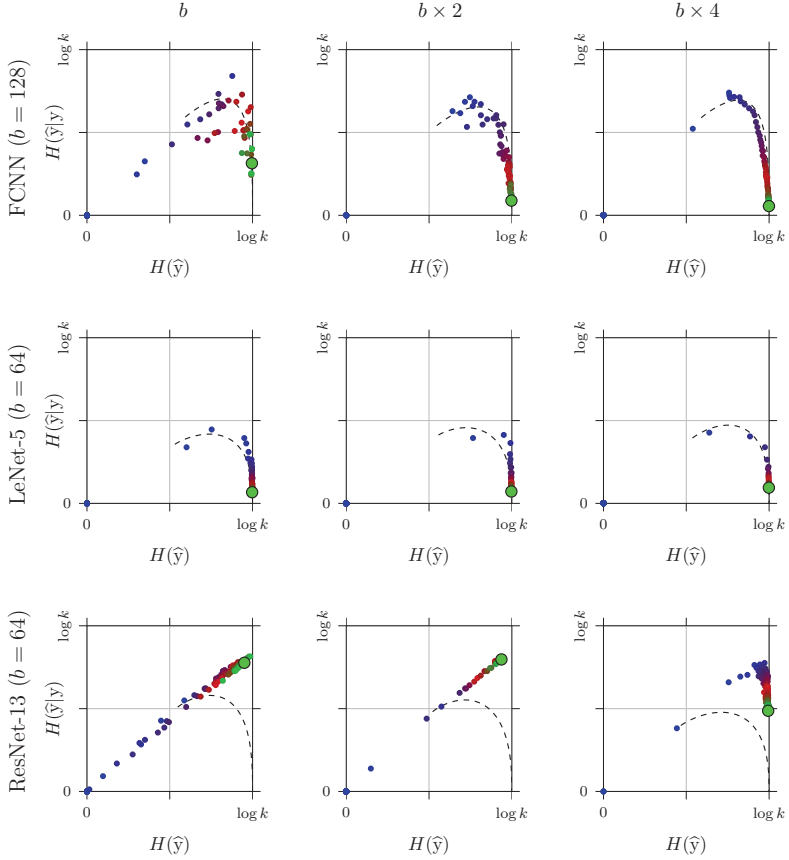 b b × 2 b × 4
FCNN (b = 128)
log k
H(ŷ|y)
0
0 log k
H(ŷ)
log k
0
0 log k
H(ŷ)
log k
0
0 log k
H(ŷ)
LeNet-5 (b = 64)
log k
H(ŷ|y)
0
0 log k
H(ŷ)
log k
0
0 log k
H(ŷ)
log k
0
0 log k
H(ŷ)
ResNet-13 (b = 64)
log k
H(ŷ|y)
0
0 log k
H(ŷ)
log k
0
0 log k
H(ŷ)
log k
0
0 log k
H(ŷ)